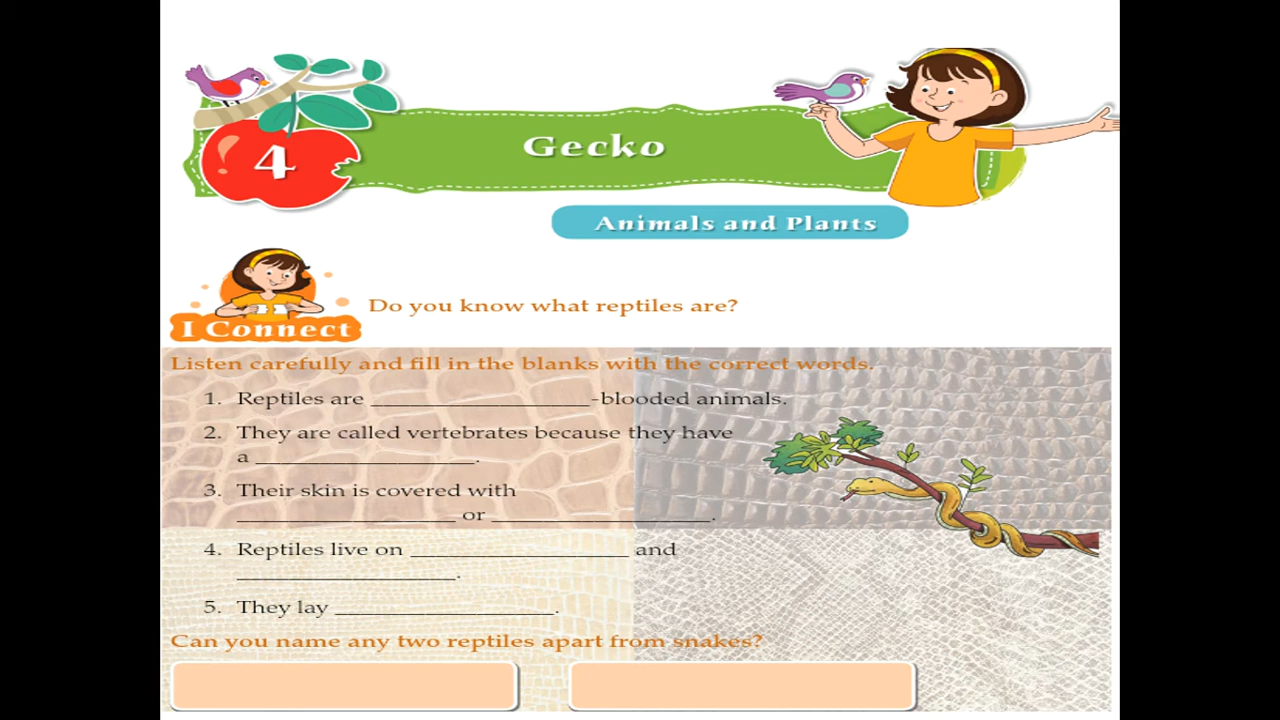 4
Gecko
Animals and Plants
I Connect
Do you know what reptiles are?
Listen carefully and fill in the blanks with the correct words.
1. Reptiles are ____________________-blooded animals.
2. They are called vertebrates because they have
a ____________________.
3. Their skin is covered with
____________________ or ____________________.
4. Reptiles live on ____________________ and
____________________.
5. They lay ____________________.
Can you name any two reptiles apart from snakes?